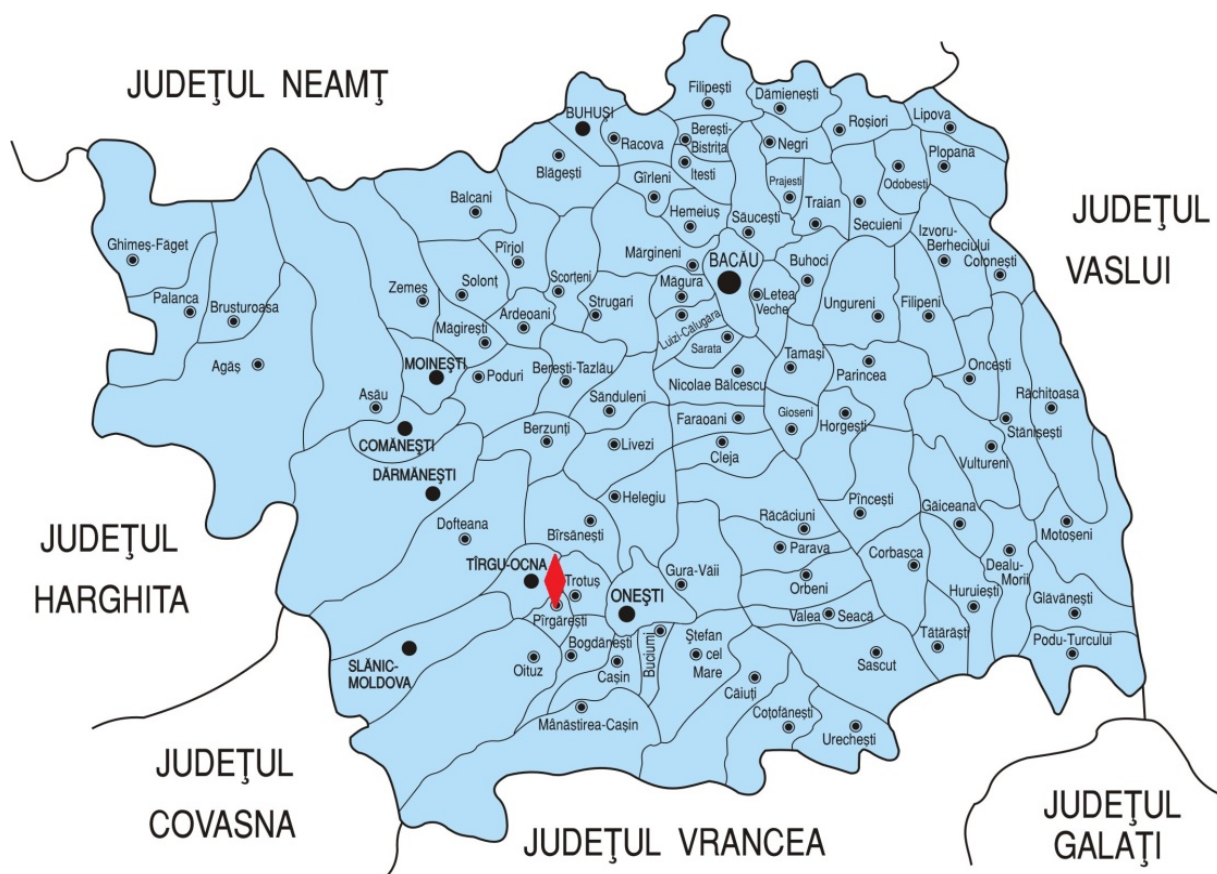 JUDEŢUL NEAMŢ
Filipeşti
Dămieneşti
BUHUŞI
Racova
Bereşti-
Bistriţa
Negri
Roşiori
Lipova
Blăgeşti
Itesti
Plopana
Gîrleni
Prajesti
Odobesti
Balcani
Hemeiuş
Traian
Săuceşti
Secuieni
JUDEŢUL
VASLUI
Izvoru-
Berheciului
Ghimeş-Făget
Pîrjol
Mărgineni
BACĂU
Buhoci
Coloneşti
Palanca
Brusturoasa
Zemeş
Solonţ
Scorteni
Măgura
Letea
Veche
Strugari
Ungureni
Filipeni
Ardeoani
Luizi-Călugăra
Măgireşti
Sarata
Agăş
MOINEŞTI
Poduri
Bereşti-Tazlău
Tamaşi
Parincea
Onceşti
Nicolae Bălcescu
Răchitoasa
Asău
Sănduleni
Faraoani
Gioseni
Horgeşti
Stănişeşti
COMĂNEŞTI
Berzunţi
Livezi
Cleja
Vultureni
DĂRMĂNEŞTI
Helegiu
Pînceşti
Găiceana
Dofteana
Bîrsăneşti
Răcăciuni
Motoşeni
JUDEŢUL
HARGHITA
Parava
Corbasca
Dealu-
Morii
TÎRGU-OCNA
Trotuş
Gura-Văii
Orbeni
ONEŞTI
Huruieşti
Glăvăneşti
Pîrgăreşti
Valea
Seacă
Tătărăşti
Podu-Turcului
SLĂNIC-
MOLDOVA
Oituz
Bogdăneşti
Caşin
Buciumi
Ştefan
cel
Mare
Sascut
Căiuţi
Mânăstirea-Caşin
Coţofăneşti
Urecheşti
JUDEŢUL
COVASNA
JUDEŢUL VRANCEA
JUDEŢUL
GALAŢI